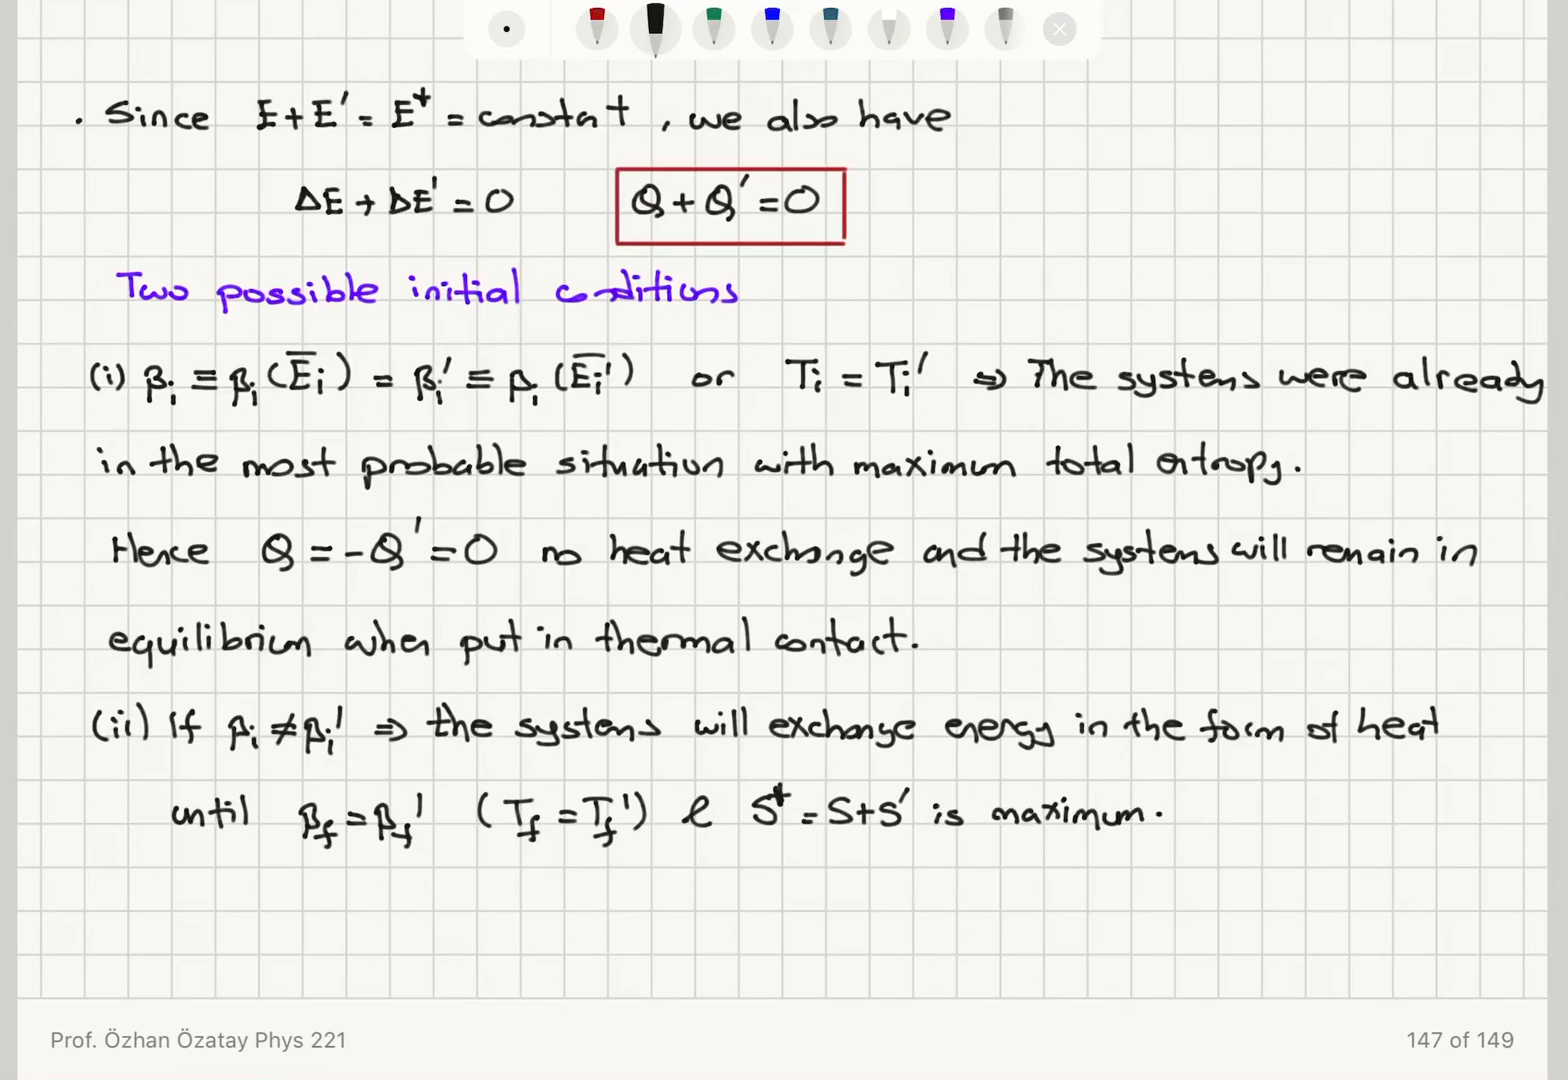 . Since E+E' = E* = constant , we also have
ΔE + ΔE' = 0 Q + Q' = 0
Two possible initial conditions
(i) βi ≡ βi (Ēi) = βi' ≡ βi (Ēi') or Ti = Ti' ⇒ The systems were already
in the most probable situation with maximum total entropy.
Hence Q = -Q' = 0 no heat exchange and the systems will remain in
equilibrium when put in thermal contact.
(ii) If βi ≠ βi' ⇒ the systems will exchange energy in the form of heat
until βf = βf' (Tf = Tf') & S* = S+S' is maximum.
Prof. Özhan Özatay Phys 221
147 of 149